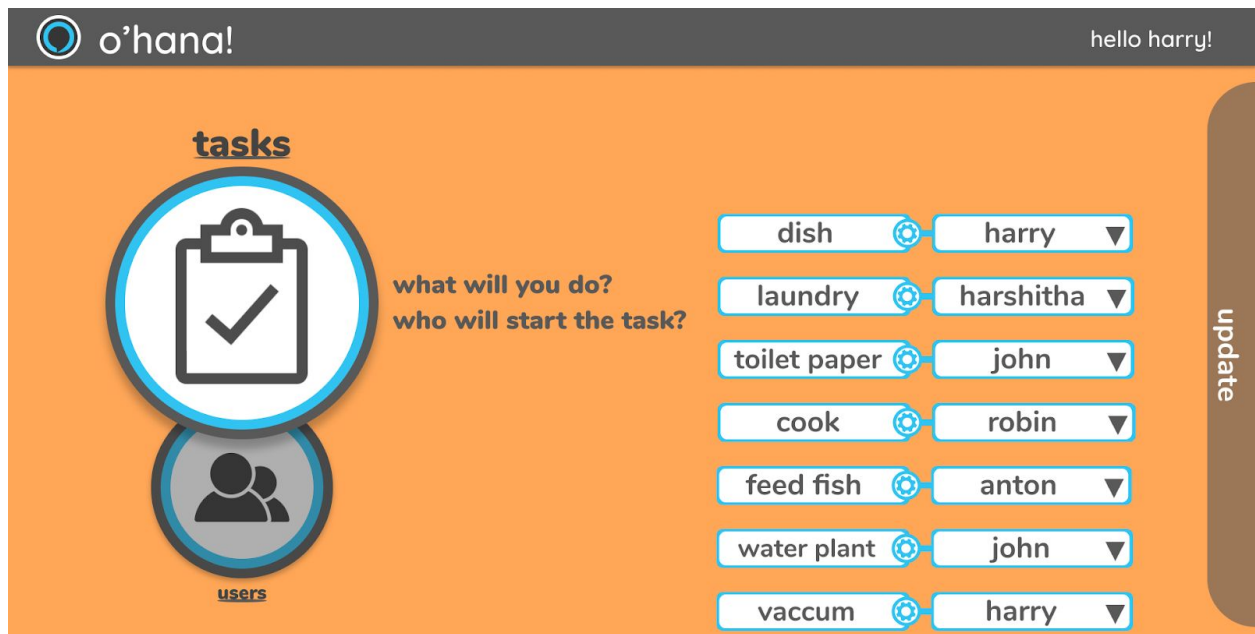 o'hana!
hello harry!
tasks
what will you do?
who will start the task?
users
dish harry
laundry harshitha
toilet paper john
cook robin
feed fish anton
water plant john
vaccum harry
update